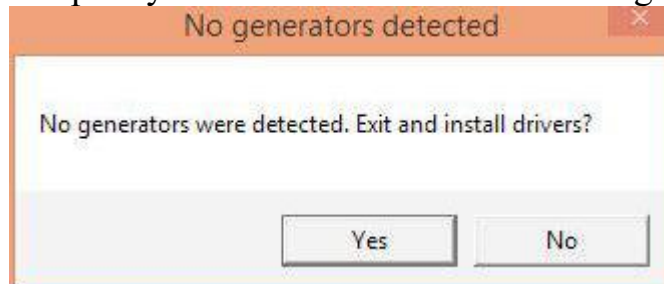 No generators detected
No generators were detected. Exit and install drivers?
Yes No